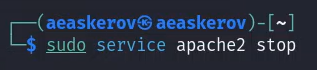 ┌──(aeaskerov㉿aeaskerov)-[~]
└─$ sudo service apache2 stop